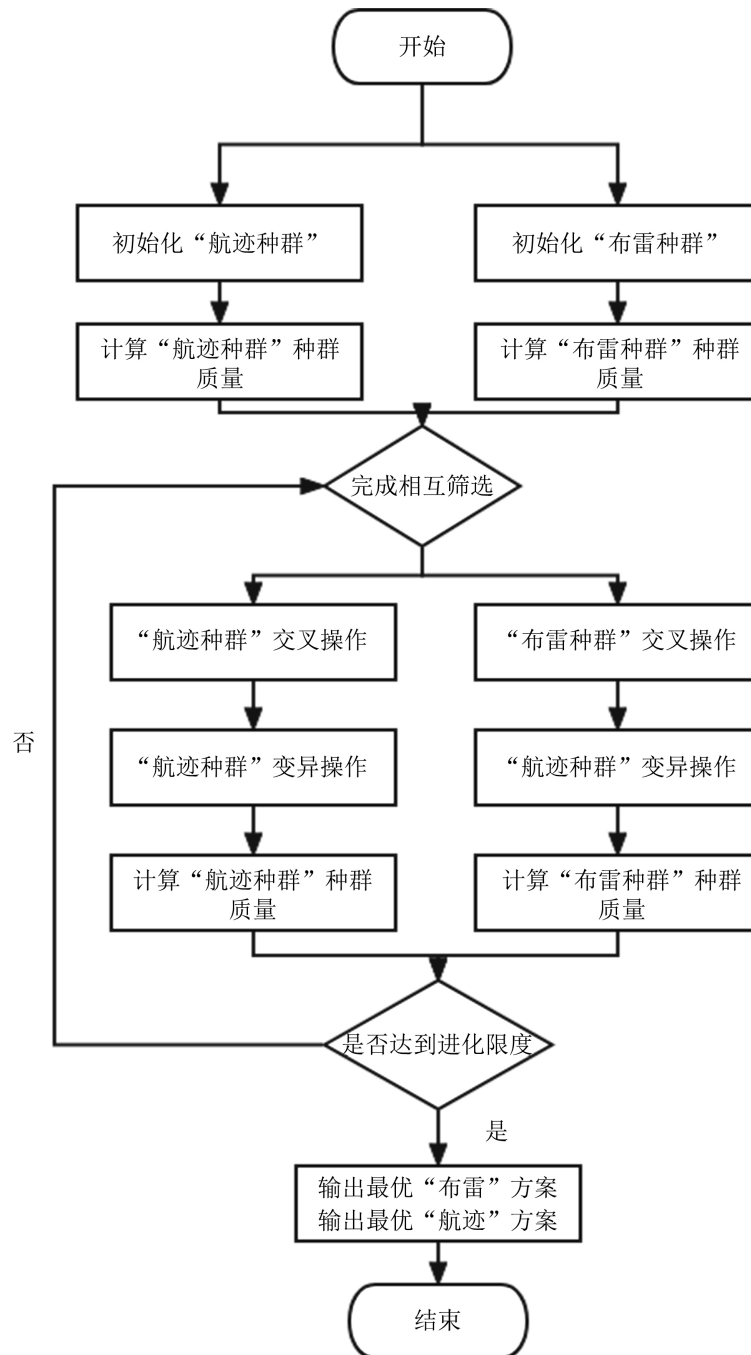 开始
初始化“航迹种群”
初始化“布雷种群”
计算“航迹种群”种群
质量
计算“布雷种群”种群
质量
完成相互筛选
“航迹种群”交叉操作
“布雷种群”交叉操作
否
“航迹种群”变异操作
“航迹种群”变异操作
计算“航迹种群”种群
质量
计算“布雷种群”种群
质量
是否达到进化限度
是
输出最优“布雷”方案
输出最优“航迹”方案
结束